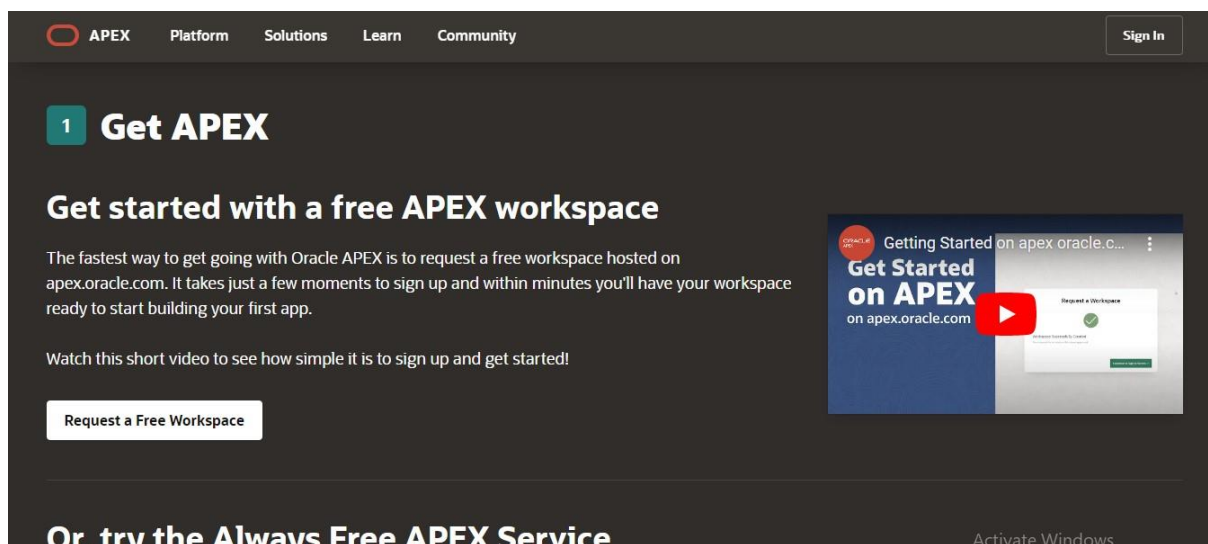 APEX Platform Solutions Learn Community Sign In
1 Get APEX
Get started with a free APEX workspace
The fastest way to get going with Oracle APEX is to request a free workspace hosted on
apex.oracle.com. It takes just a few moments to sign up and within minutes you'll have your workspace
ready to start building your first app.
Watch this short video to see how simple it is to sign up and get started!
Request a Free Workspace
ORACLE
APEX
Getting Started on apex oracle.c...
Get Started
on APEX
on apex.oracle.com
Request a Workspace
Or, try the Always Free APEX Service
Activate Windows